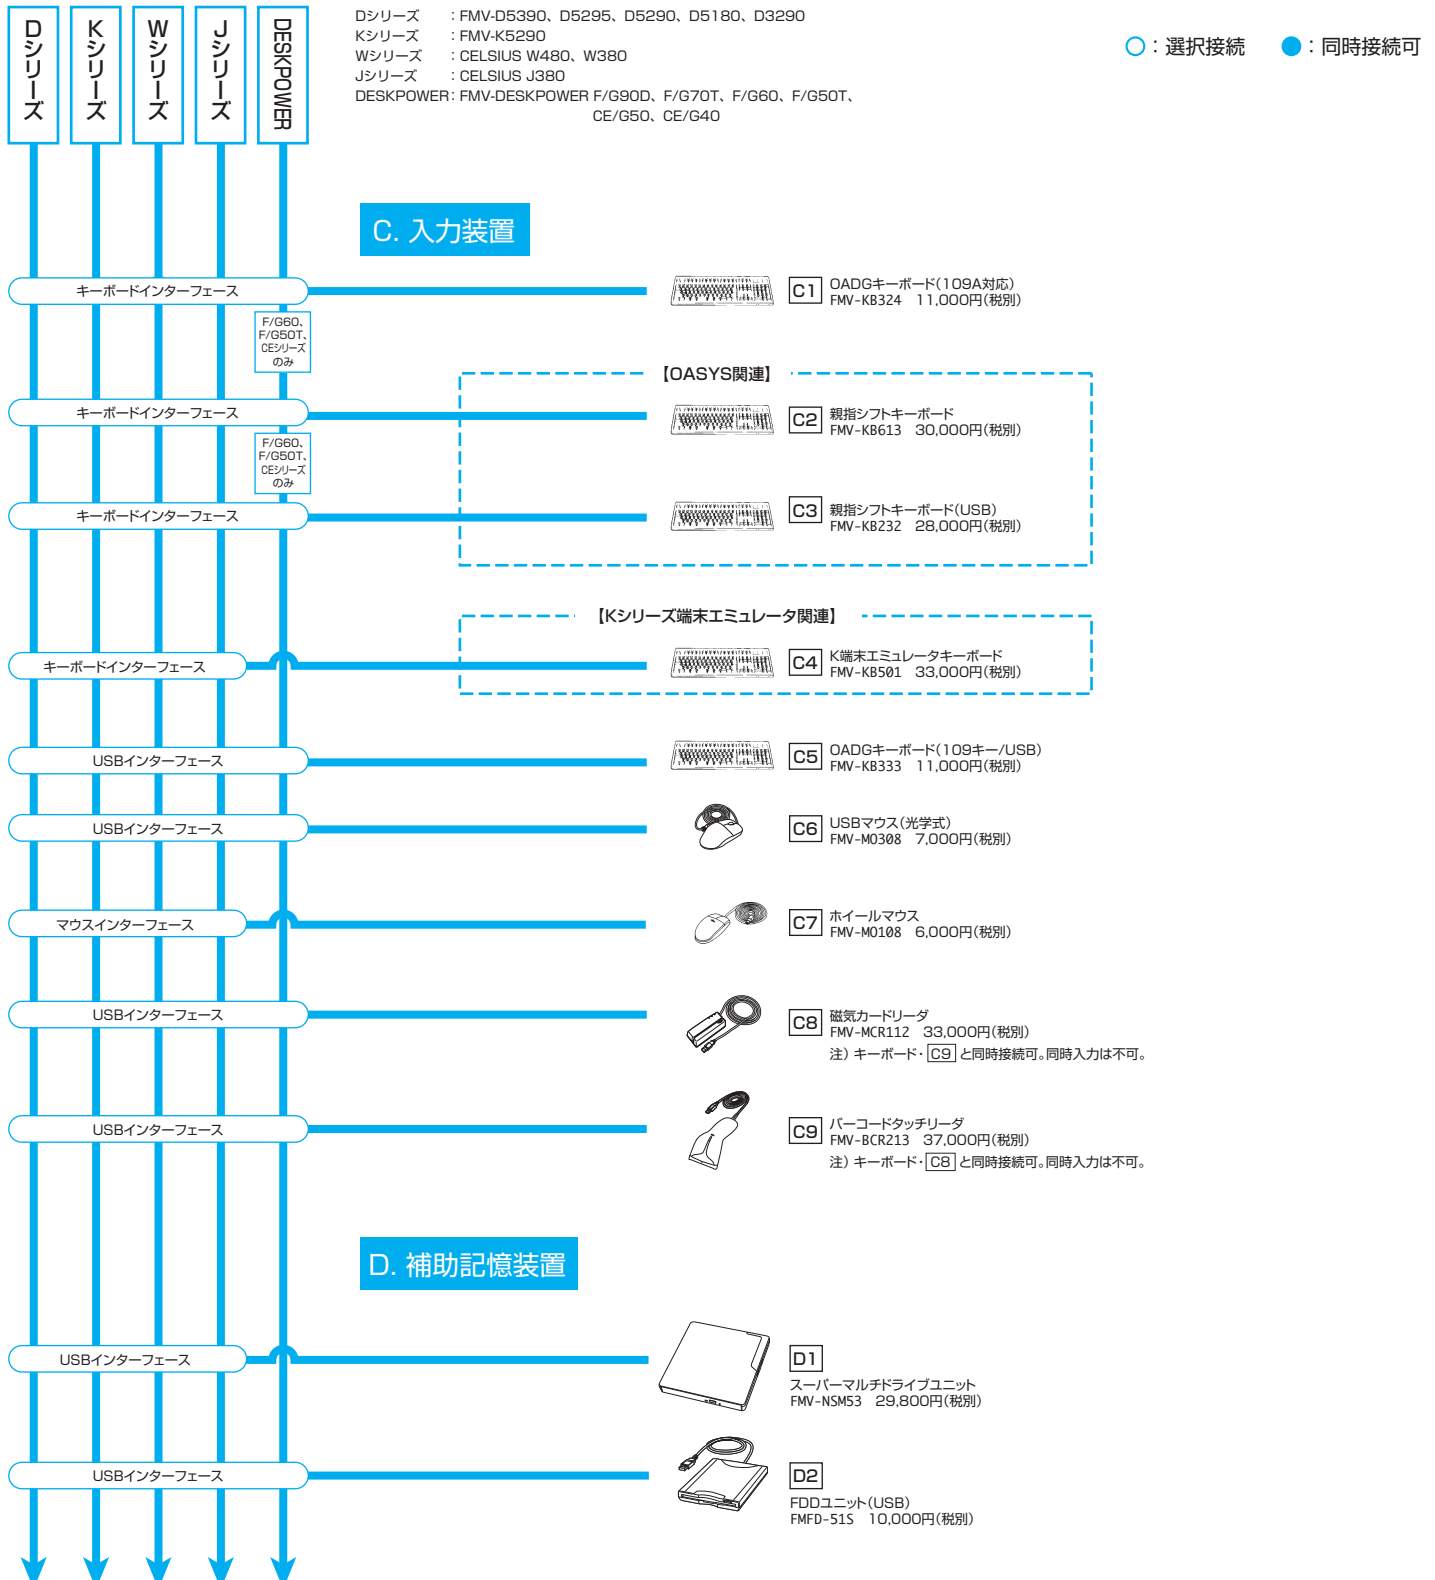 Dシリーズ
Kシリーズ
Wシリーズ
Jシリーズ
DESKPOWER
Dシリーズ　：FMV-D5390、D5295、D5290、D5180、D3290
Kシリーズ　：FMV-K5290
Wシリーズ　：CELSIUS W480、W380
Jシリーズ　：CELSIUS J380
DESKPOWER：FMV-DESKPOWER F/G90D、F/G70T、F/G60、F/G50T、
CE/G50、CE/G40
○：選択接続　●：同時接続可
C. 入力装置
キーボードインターフェース
C1 OADGキーボード(109A対応)
FMV-KB324　11,000円(税別)
F/G60、
F/G50T、
CEシリーズ
のみ
【OASYS関連】
キーボードインターフェース
C2 親指シフトキーボード
FMV-KB613　30,000円(税別)
F/G60、
F/G50T、
CEシリーズ
のみ
キーボードインターフェース
C3 親指シフトキーボード(USB)
FMV-KB232　28,000円(税別)
【Kシリーズ端末エミュレータ関連】
キーボードインターフェース
C4 K端末エミュレータキーボード
FMV-KB501　33,000円(税別)
USBインターフェース
C5 OADGキーボード(109キー/USB)
FMV-KB333　11,000円(税別)
USBインターフェース
C6 USBマウス(光学式)
FMV-MO308　7,000円(税別)
マウスインターフェース
C7 ホイールマウス
FMV-MO108　6,000円(税別)
USBインターフェース
C8 磁気カードリーダ
FMV-MCR112　33,000円(税別)
注) キーボード・C9と同時接続可。同時入力は不可。
USBインターフェース
C9 バーコードタッチリーダ
FMV-BCR213　37,000円(税別)
注) キーボード・C8と同時接続可。同時入力は不可。
D. 補助記憶装置
USBインターフェース
D1
スーパーマルチドライブユニット
FMV-NSM53　29,800円(税別)
USBインターフェース
D2
FDDユニット(USB)
FMFD-51S　10,000円(税別)